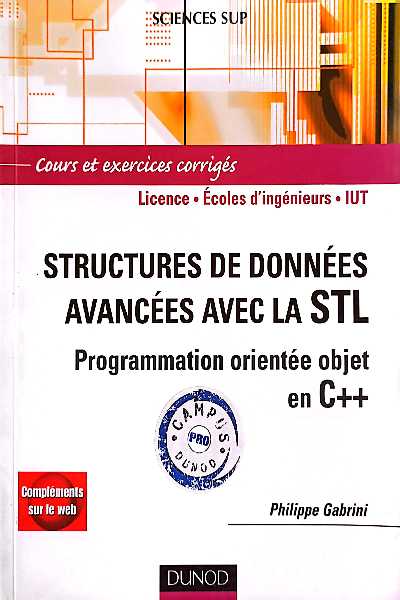 SCIENCES SUP
Cours et exercices corrigés
Licence • Écoles d'ingénieurs • IUT
STRUCTURES DE DONNÉES
AVANCÉES AVEC LA STL
Programmation orientée objet
en C++
CAMPUS
PRO
DUNOD
Compléments
sur le web
Philippe Gabrini
DUNOD